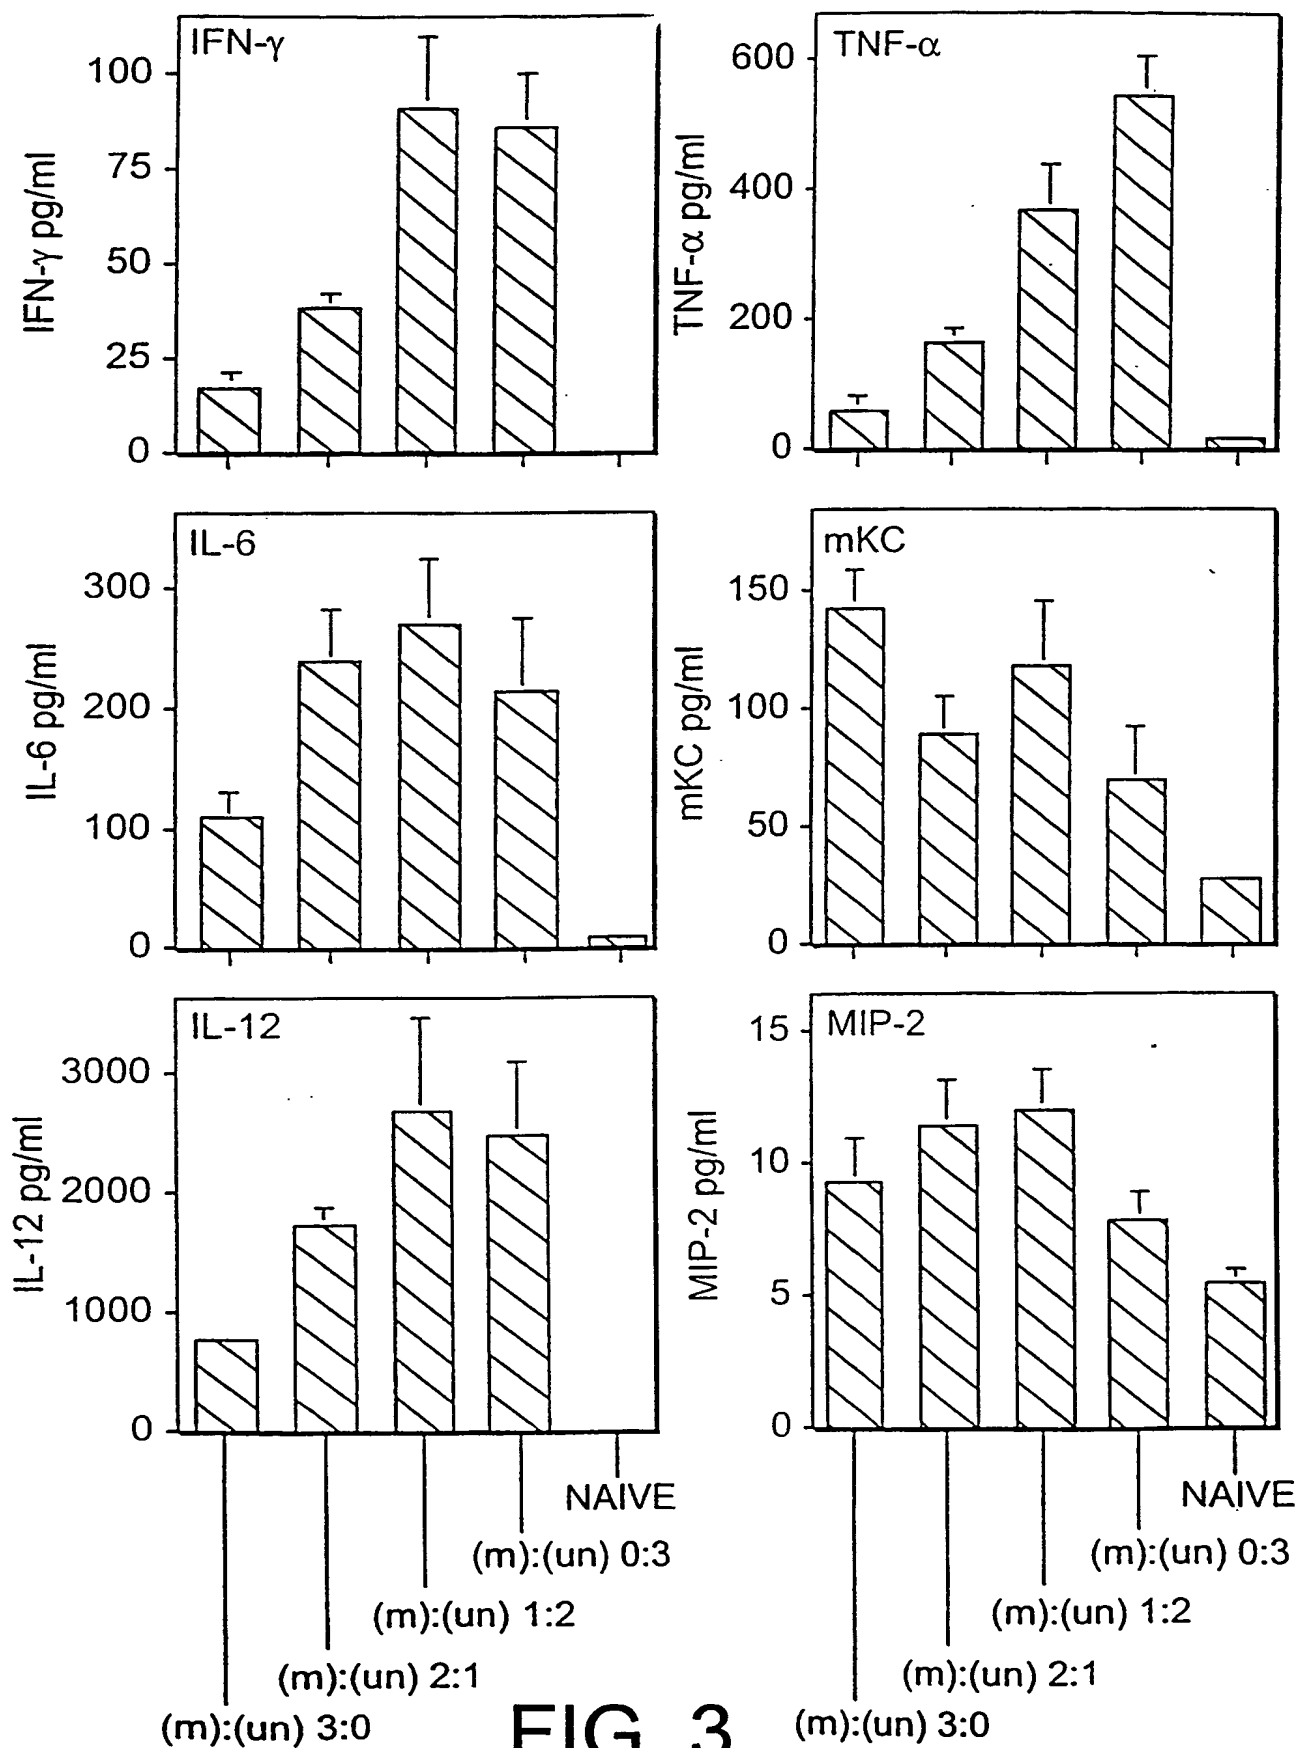 IFN-γ
IFN-γ pg/ml
100
75
50
25
0
TNF-α
TNF-α pg/ml
600
400
200
0
IL-6
IL-6 pg/ml
300
200
100
0
mKC
mKC pg/ml
150
100
50
0
IL-12
IL-12 pg/ml
3000
2000
1000
0
MIP-2
MIP-2 pg/ml
15
10
5
0
NAIVE
(m):(un) 0:3
(m):(un) 1:2
(m):(un) 2:1
(m):(un) 3:0
NAIVE
(m):(un) 0:3
(m):(un) 1:2
(m):(un) 2:1
(m):(un) 3:0
FIG. 3